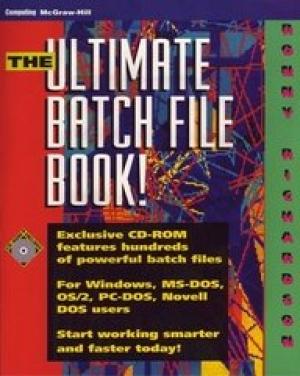 Computing McGraw-Hill
THE ULTIMATE
BATCH FILE
BOOK!
RONNY RICHARDSON
Exclusive CD-ROM
features hundreds
of powerful batch files
For Windows, MS-DOS,
OS/2, PC-DOS, Novell
DOS users
Start working smarter
and faster today!